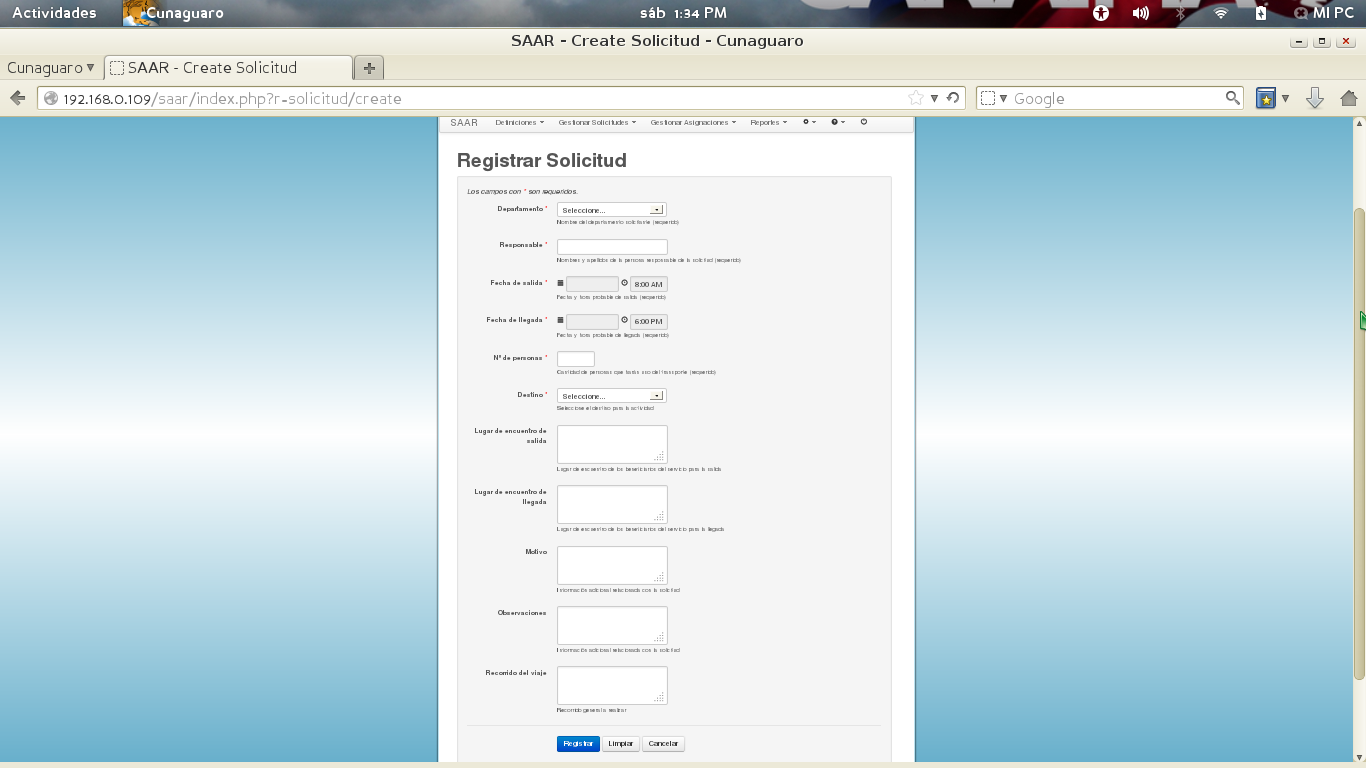 Actividades Cunaguaro sáb 1:34 PM MI PC
SAAR - Create Solicitud - Cunaguaro
Cunaguaro SAAR - Create Solicitud
192.168.0.109/saar/index.php?r-solicitud/create Google
SAAR Definiciones Gestionar Solicitudes Gestionar Asignaciones Reportes
Registrar Solicitud
Los campos con * son requeridos.
Departamento * Seleccione...
Nombre del departamento solicitante (requerido)
Responsable *
Nombres y apellidos de la persona responsable de la solicitud (requerido)
Fecha de salida * 8:00 AM
Fecha y hora probable de salida (requerido)
Fecha de llegada * 6:00 PM
Fecha y hora probable de llegada (requerido)
Nº de personas *
Cantidad de personas que harán uso del transporte (requerido)
Destino * Seleccione...
Seleccione el destino para la actividad
Lugar de encuentro de
salida
Lugar de encuentro de los beneficiarios del servicio para la salida
Lugar de encuentro de
llegada
Lugar de encuentro de los beneficiarios del servicio para la llegada
Motivo
Información adicional relacionada con la solicitud
Observaciones
Información adicional relacionada con la solicitud
Recorrido del viaje
Recorrido general a realizar
Registrar Limpiar Cancelar